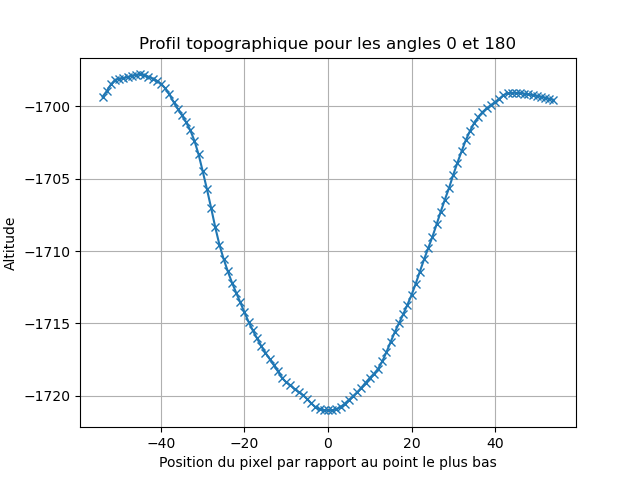 Profil topographique pour les angles 0 et 180
Altitude
−1700
−1705
−1710
−1715
−1720
−40 −20 0 20 40
Position du pixel par rapport au point le plus bas